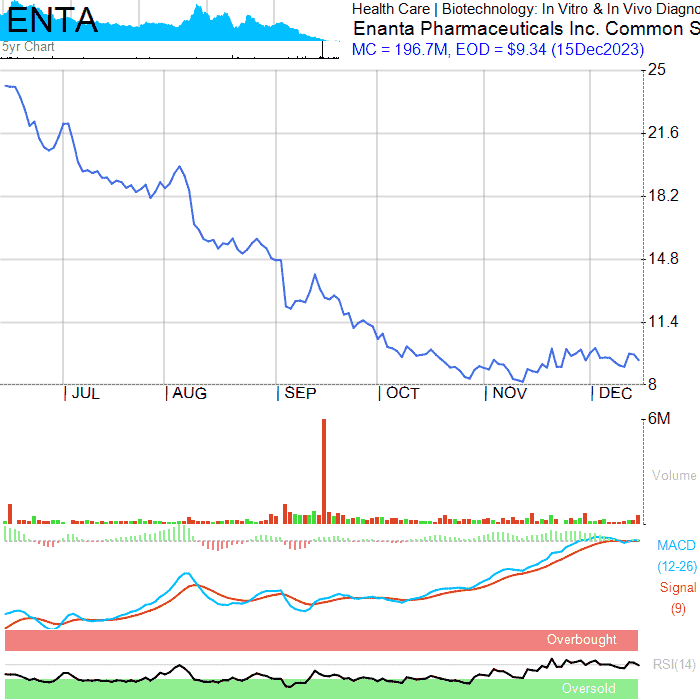 ENTA
5yr Chart
Health Care | Biotechnology: In Vitro & In Vivo Diagno
Enanta Pharmaceuticals Inc. Common S
MC = 196.7M, EOD = $9.34 (15Dec2023)
25
21.6
18.2
14.8
11.4
8
| JUL | AUG | SEP | OCT | NOV | DEC
6M
Volume
MACD
(12-26)
Signal
(9)
Overbought
RSI(14)
Oversold